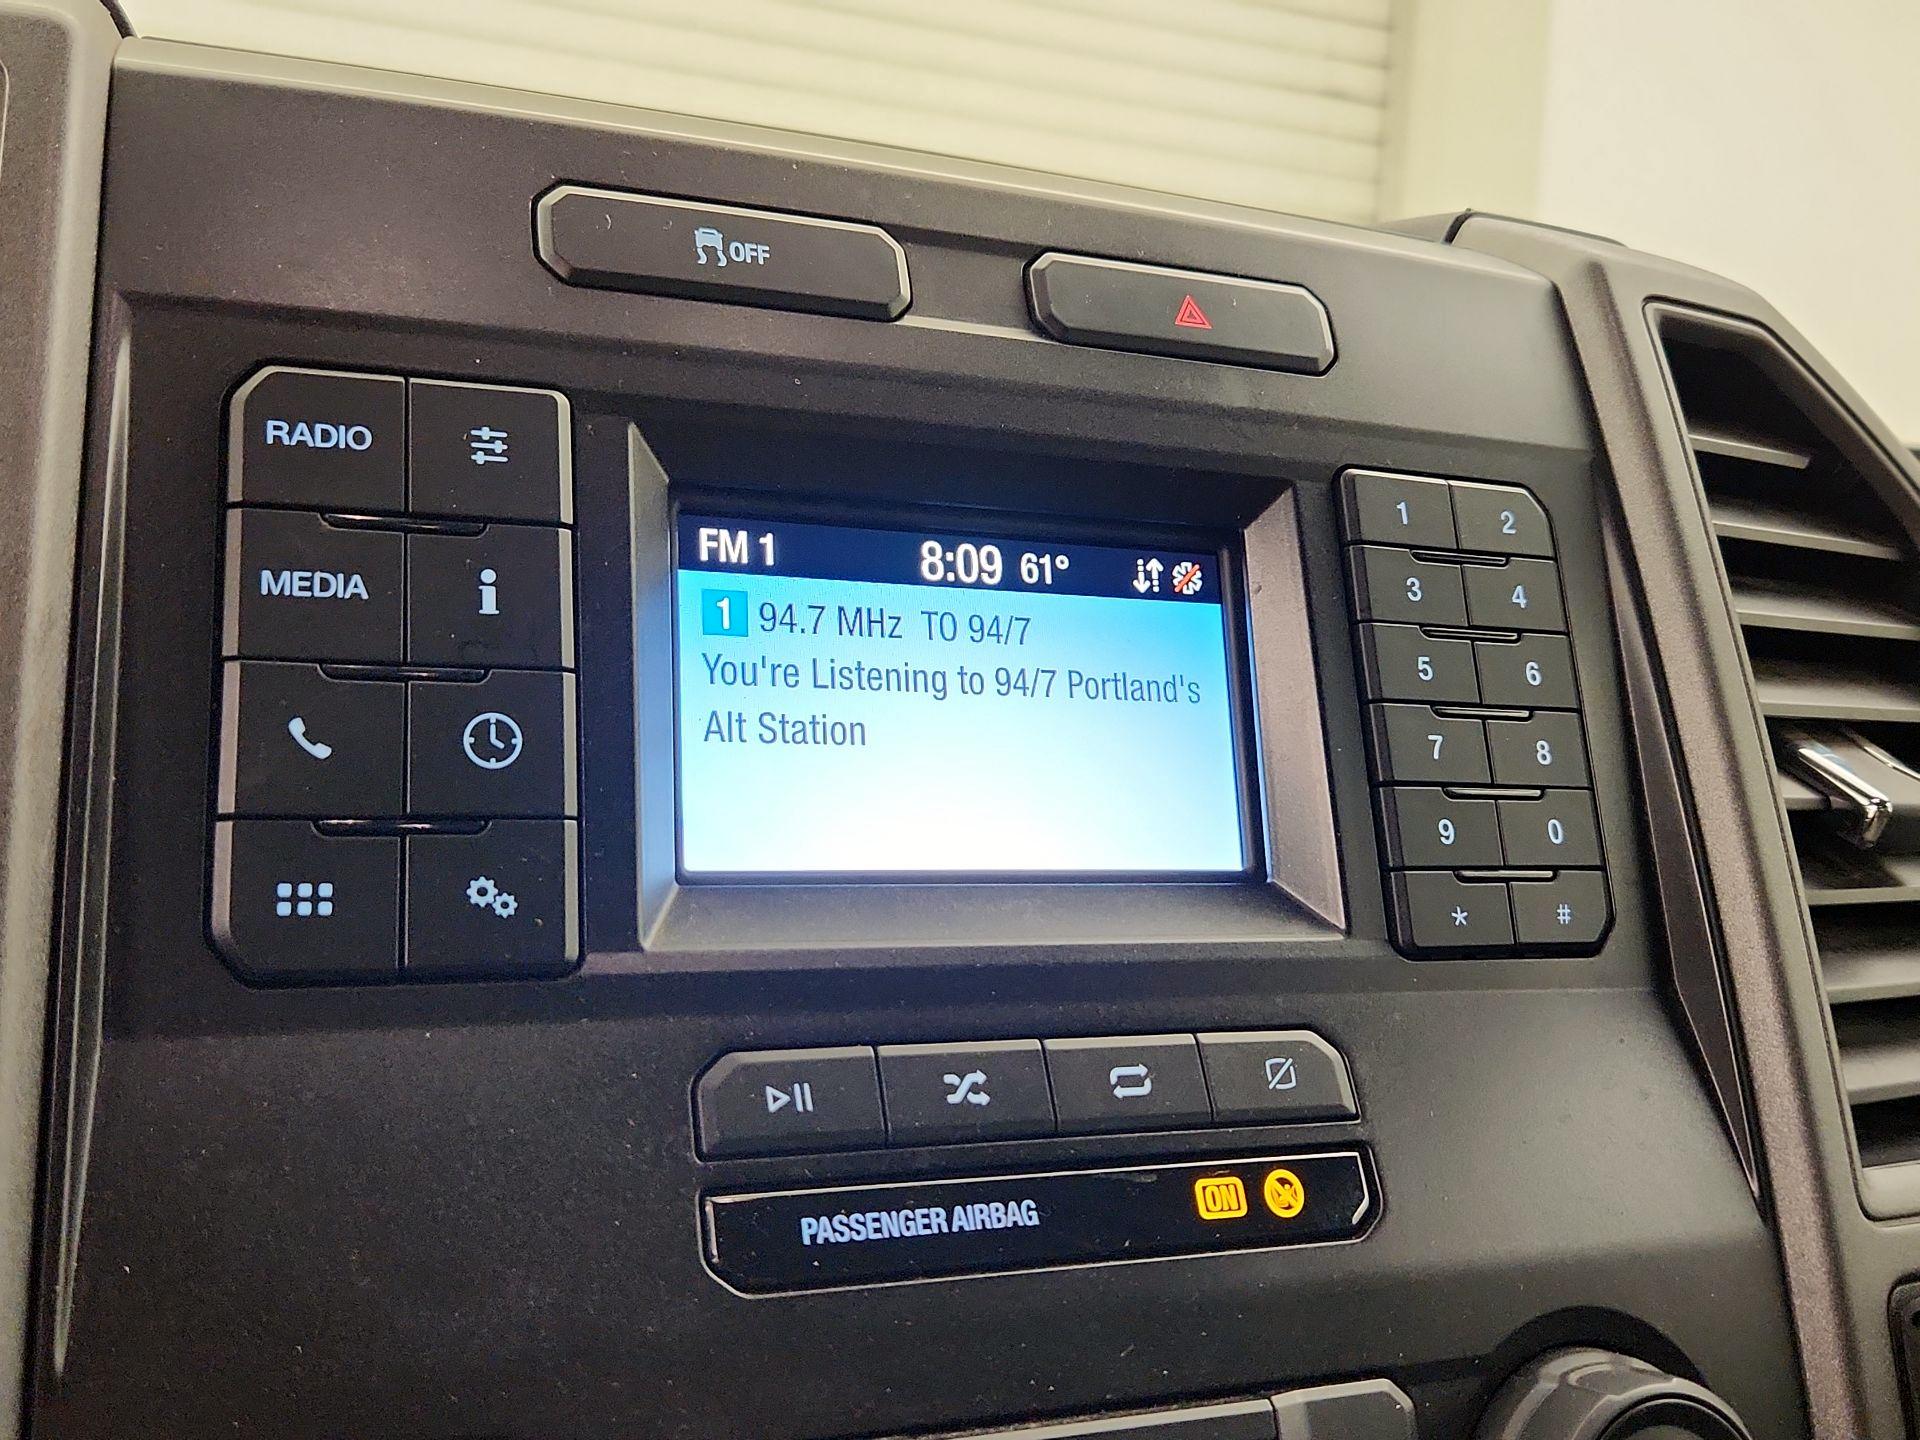 OFF
RADIO
MEDIA
FM 1 8:09 61°
1 94.7 MHz TO 94/7
You're Listening to 94/7 Portland's
Alt Station
1 2
3 4
5 6
7 8
9 0
* #
PASSENGER AIRBAG ON